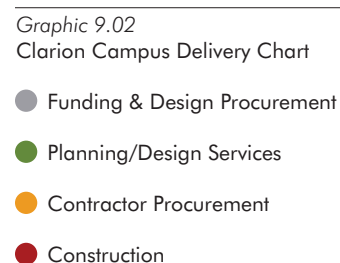 Graphic 9.02
Clarion Campus Delivery Chart
Funding & Design Procurement
Planning/Design Services
Contractor Procurement
Construction